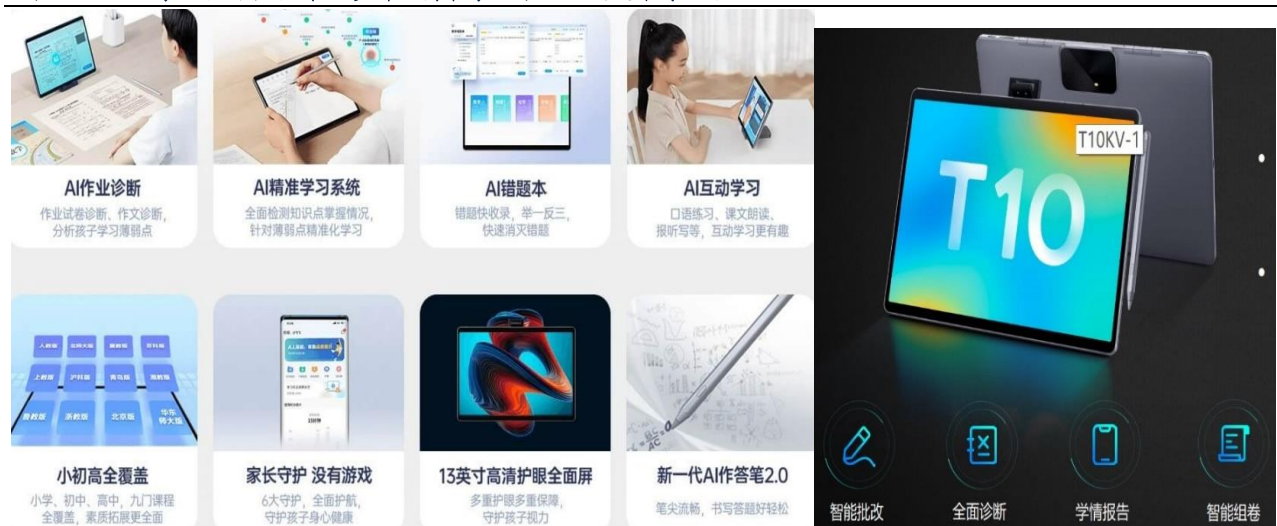 AI作业诊断
作业试卷诊断、作文诊断,
分析孩子学习薄弱点
AI精准学习系统
全面检测知识点掌握情况,
针对薄弱点精准化学习
AI错题本
错题快收录, 举一反三,
快速消灭错题
AI互动学习
口语练习、课文朗读、
报听写等, 互动学习更有趣
人教版
北师大版
上教版
沪科版
青岛版
湘教版
鲁教版
浙教版
北京版
华东
师大版
小初高全覆盖
小学、初中、高中, 九门课程
全覆盖, 素质拓展更全面
家长守护 没有游戏
6大守护, 全面护航,
守护孩子身心健康
13英寸高清护眼全面屏
多重护眼多重保障,
守护孩子视力
新一代AI作答笔2.0
笔尖流畅, 书写答题好轻松
T10KV-1
T10
智能批改
全面诊断
学情报告
智能组卷